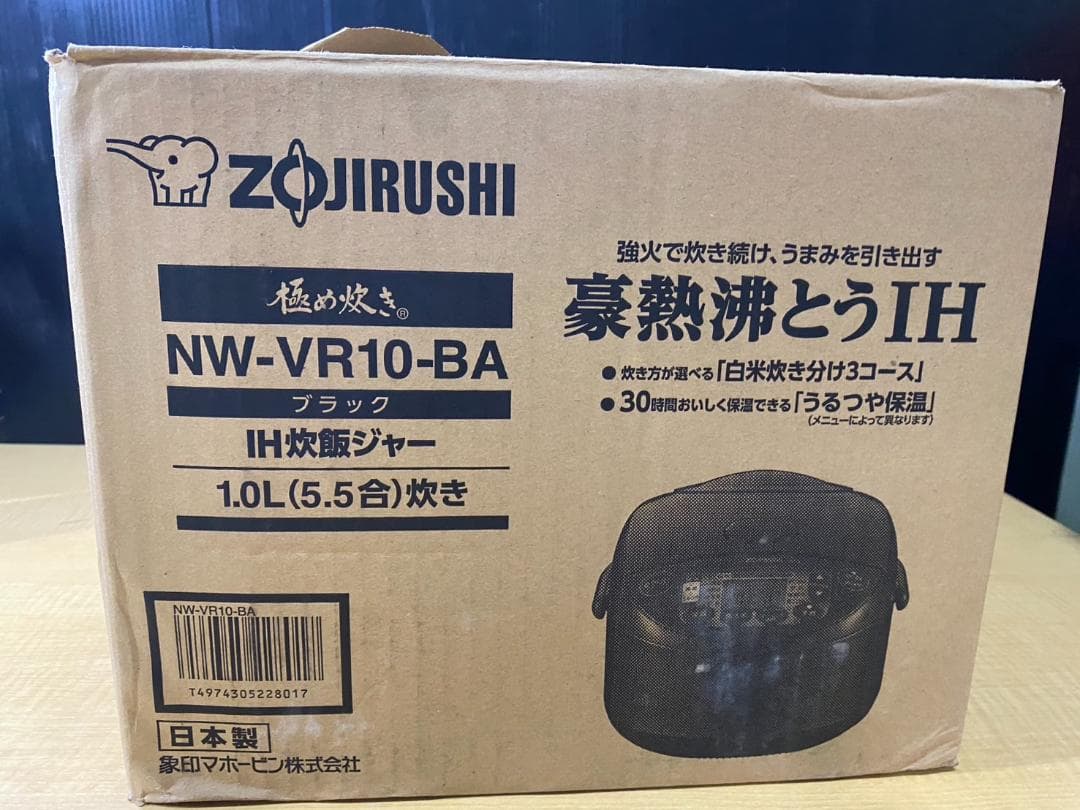 ZOJIRUSHI
極め炊き®
NW-VR10-BA
ブラック
IH炊飯ジャー
1.0L(5.5合)炊き
強火で炊き続け、うまみを引き出す
豪熱沸とうIH
●炊き方が選べる「白米炊き分け3コース」
●30時間おいしく保温できる「うるつや保温」
(メニューによって異なります)
NW-VR10-BA
T4974305228017
日本製
象印マホービン株式会社